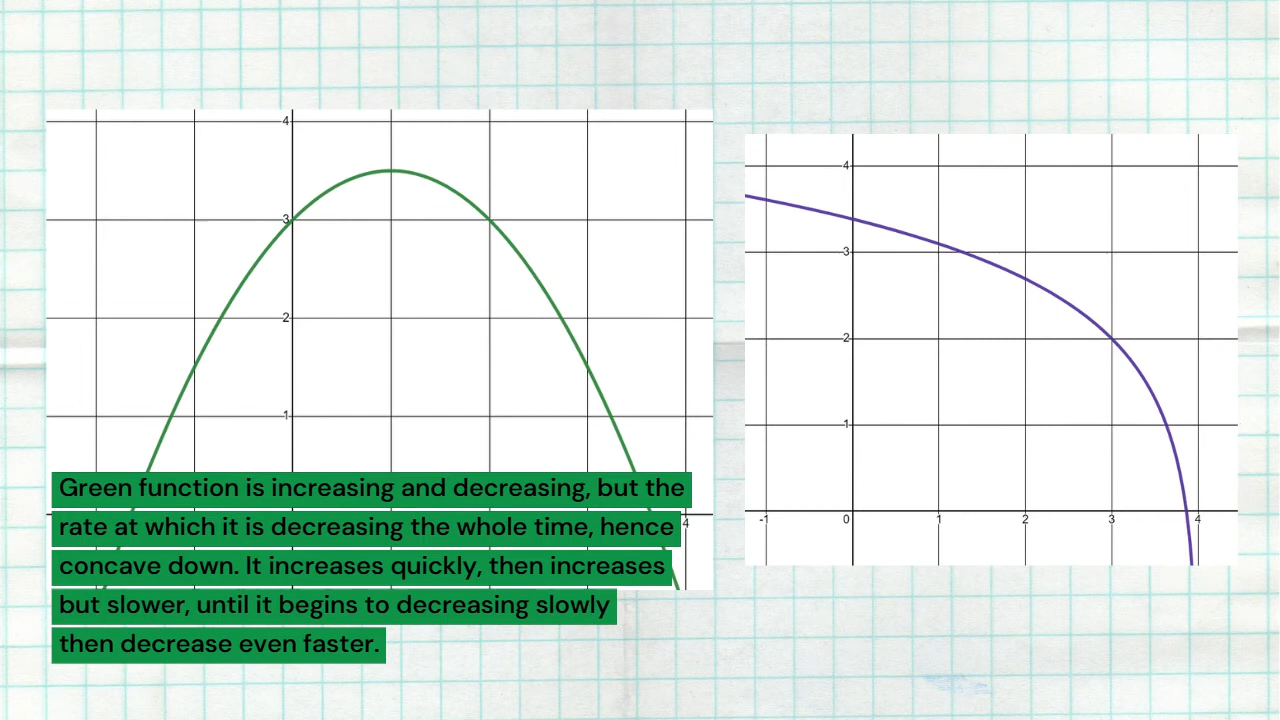 4
3
2
1
4
Green function is increasing and decreasing, but the
rate at which it is decreasing the whole time, hence
concave down. It increases quickly, then increases
but slower, until it begins to decreasing slowly
then decrease even faster.
4
3
2
1
-1 0 1 2 3 4